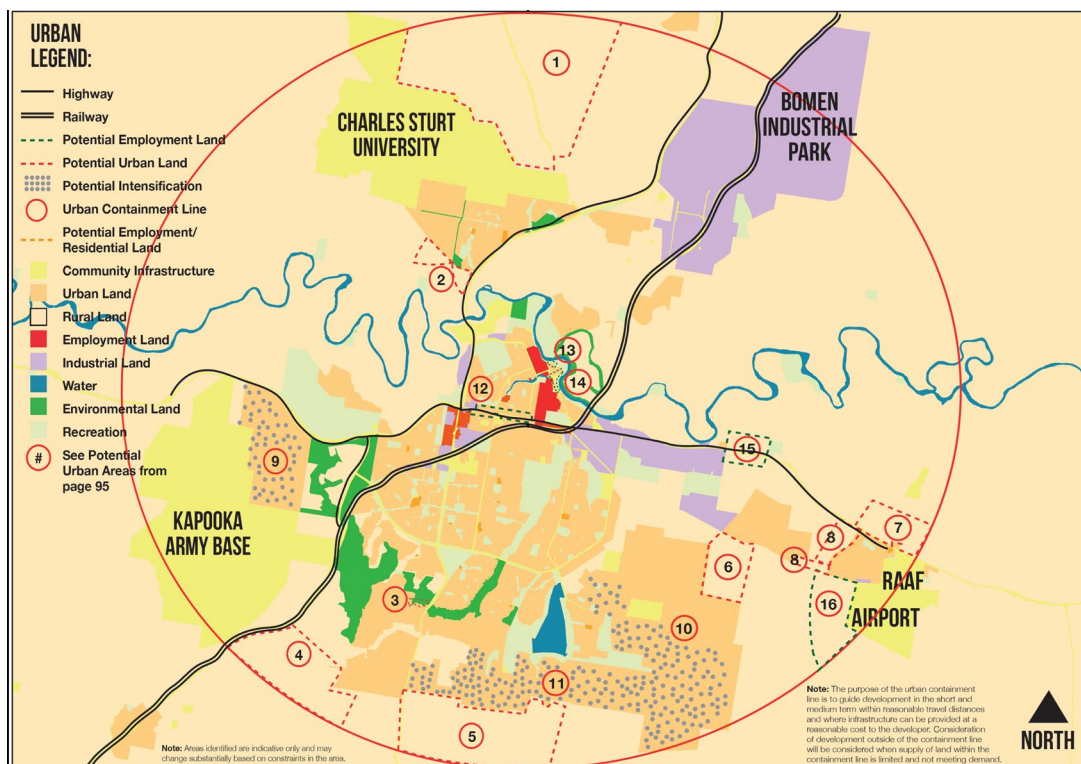 URBAN
LEGEND:
Highway
Railway
Potential Employment Land
Potential Urban Land
Potential Intensification
Urban Containment Line
Potential Employment/
Residential Land
Community Infrastructure
Urban Land
Rural Land
Employment Land
Industrial Land
Water
Environmental Land
Recreation
#
See Potential
Urban Areas from
page 95
1
CHARLES STURT
UNIVERSITY
BOMEN
INDUSTRIAL
PARK
2
13
14
12
15
9
KAPOOKA
ARMY BASE
7
8
8
6
RAAF
AIRPORT
16
3
10
4
11
5
Note: Areas identified are indicative only and may
change substantially based on constraints in the area.
Note: The purpose of the urban containment
line is to guide development in the short and
medium term within reasonable travel distances
and where infrastructure can be provided at a
reasonable cost to the developer. Consideration
of development outside of the containment line
will be considered when supply of land within the
containment line is limited and not meeting demand.
NORTH